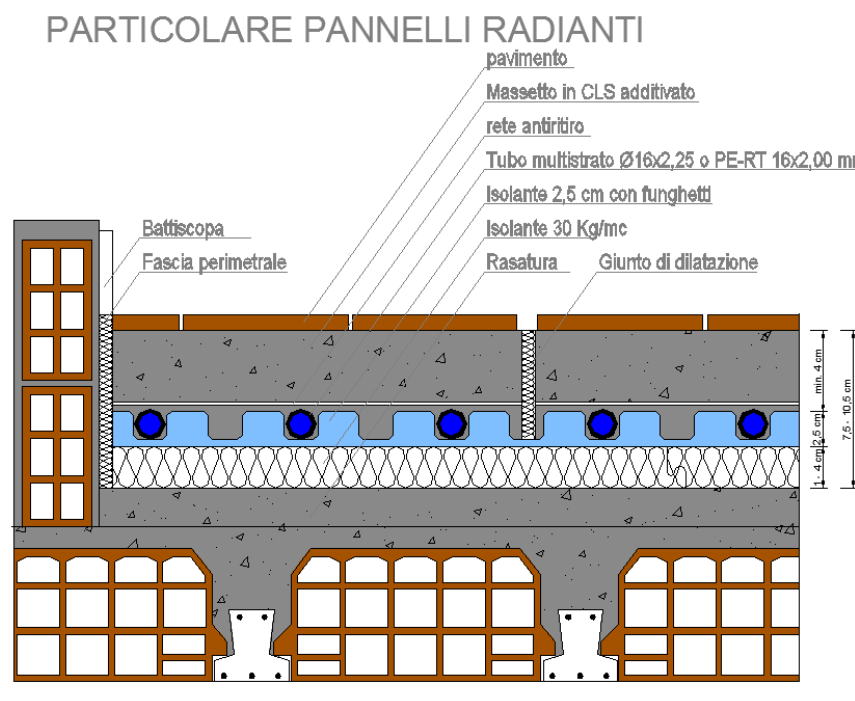 PARTICOLARE PANNELLI RADIANTI
pavimento
Massetto in CLS additivato
rete antiritiro
Tubo multistrato Ø16x2,25 o PE-RT 16x2,00 mm
Isolante 2,5 cm con funghetti
Battiscopa
Isolante 30 Kg/mc
Fascia perimetrale
Rasatura
Giunto di dilatazione
min. 4 cm
2,5 cm
1 - 4 cm
7,5 - 10,5 cm